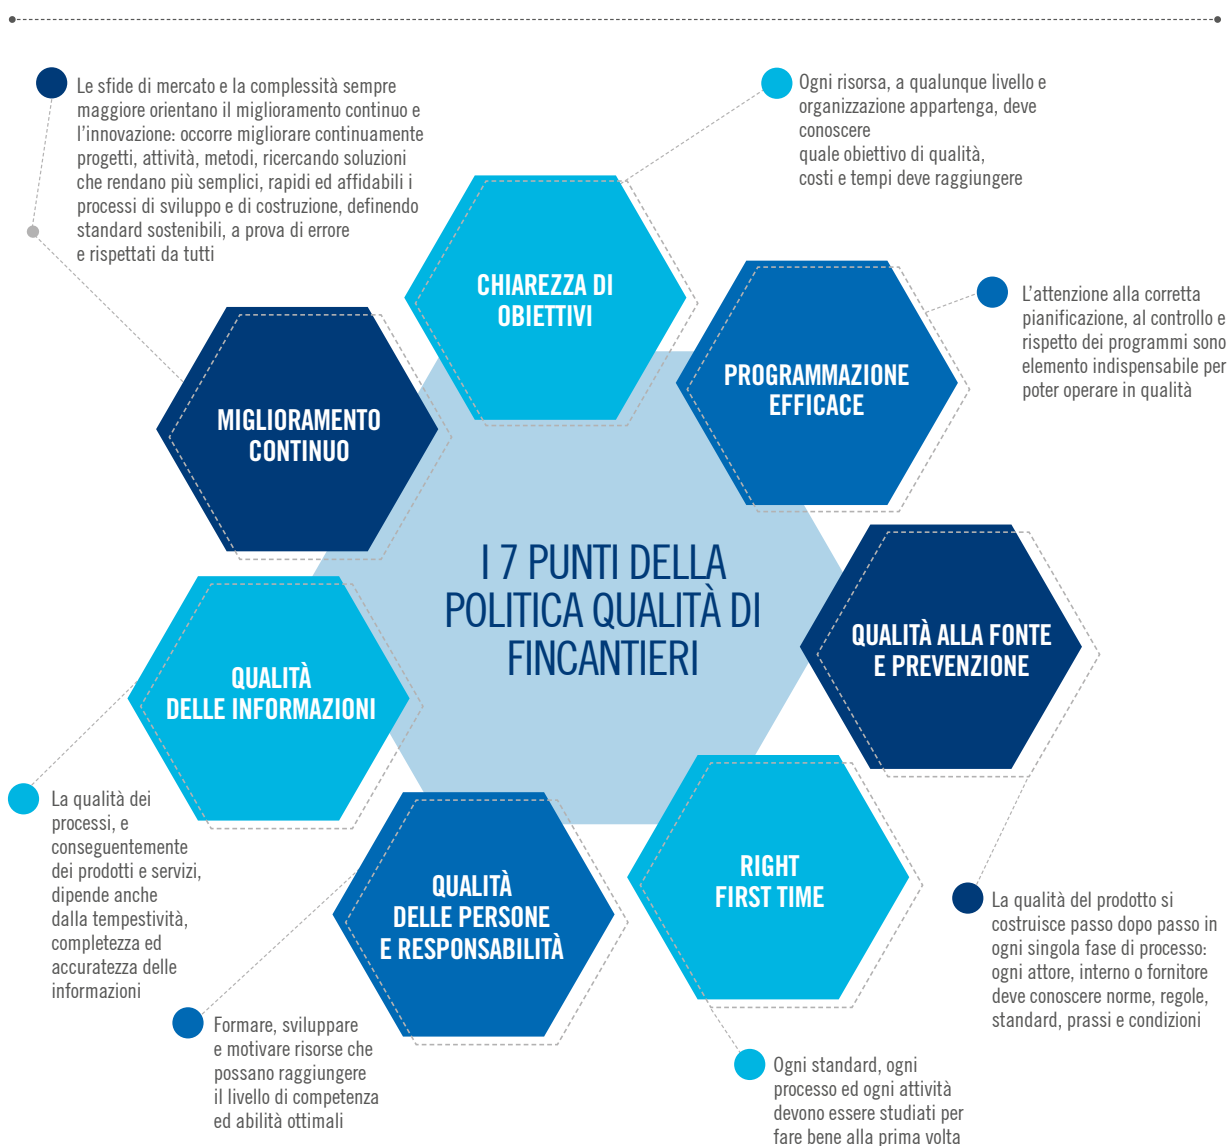 Le sfide di mercato e la complessità sempre
maggiore orientano il miglioramento continuo e
l'innovazione: occorre migliorare continuamente
progetti, attività, metodi, ricercando soluzioni
che rendano più semplici, rapidi ed affidabili i
processi di sviluppo e di costruzione, definendo
standard sostenibili, a prova di errore
e rispettati da tutti
Ogni risorsa, a qualunque livello e
organizzazione appartenga, deve
conoscere
quale obiettivo di qualità,
costi e tempi deve raggiungere
CHIAREZZA DI
OBIETTIVI
L'attenzione alla corretta
pianificazione, al controllo e
rispetto dei programmi sono
elemento indispensabile per
poter operare in qualità
PROGRAMMAZIONE
EFFICACE
MIGLIORAMENTO
CONTINUO
I 7 PUNTI DELLA
POLITICA QUALITÀ DI
FINCANTIERI
QUALITÀ ALLA FONTE
E PREVENZIONE
QUALITÀ
DELLE INFORMAZIONI
La qualità dei
processi, e
conseguentemente
dei prodotti e servizi,
dipende anche
dalla tempestività,
completezza ed
accuratezza delle
informazioni
QUALITÀ
DELLE PERSONE
E RESPONSABILITÀ
RIGHT
FIRST TIME
La qualità del prodotto si
costruisce passo dopo passo in
ogni singola fase di processo:
ogni attore, interno o fornitore
deve conoscere norme, regole,
standard, prassi e condizioni
Formare, sviluppare
e motivare risorse che
possano raggiungere
il livello di competenza
ed abilità ottimali
Ogni standard, ogni
processo ed ogni attività
devono essere studiati per
fare bene alla prima volta